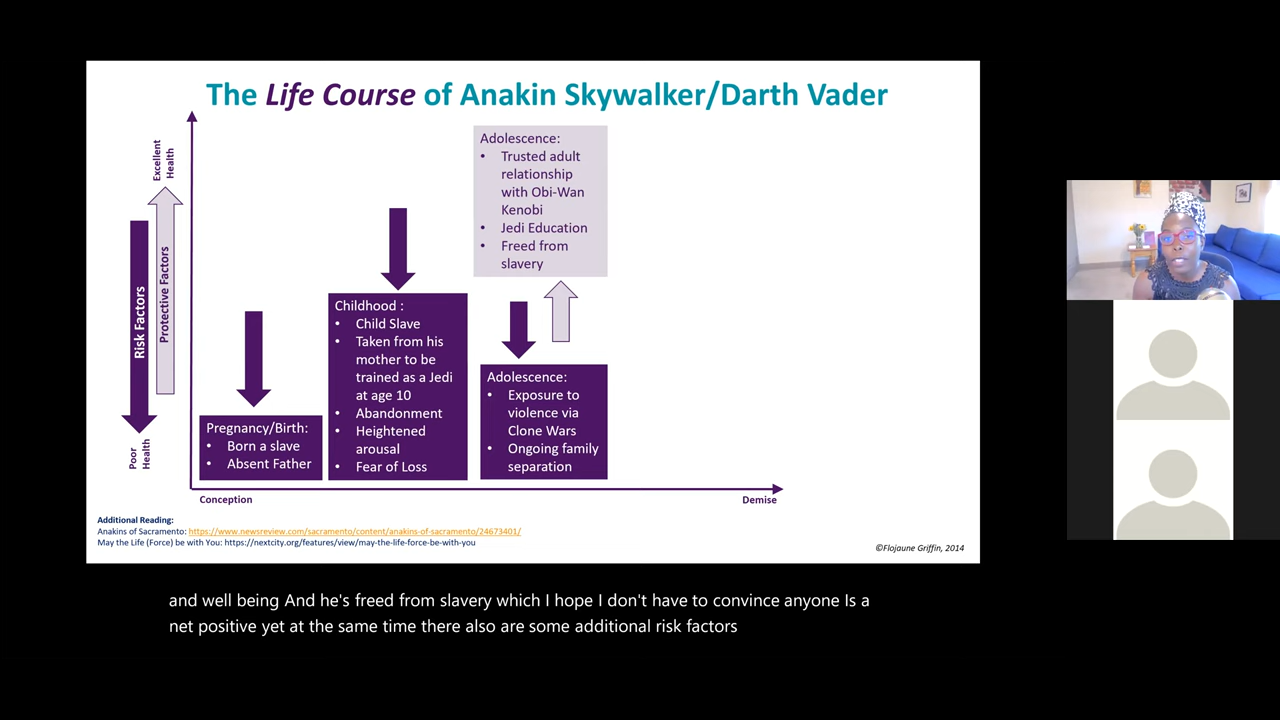 The Life Course of Anakin Skywalker/Darth Vader
Excellent
Health
Risk Factors
Protective Factors
Poor
Health
Pregnancy/Birth:
• Born a slave
• Absent Father
Childhood :
• Child Slave
• Taken from his
mother to be
trained as a Jedi
at age 10
• Abandonment
• Heightened
arousal
• Fear of Loss
Adolescence:
• Trusted adult
relationship
with Obi-Wan
Kenobi
• Jedi Education
• Freed from
slavery
Adolescence:
• Exposure to
violence via
Clone Wars
• Ongoing family
separation
Conception
Demise
Additional Reading:
Anakins of Sacramento: https://www.newsreview.com/sacramento/content/anakins-of-sacramento/24673401/
May the Life (Force) be with You: https://nextcity.org/features/view/may-the-life-force-be-with-you
©Flojaune Griffin, 2014
and well being And he's freed from slavery which I hope I don't have to convince anyone Is a
net positive yet at the same time there also are some additional risk factors